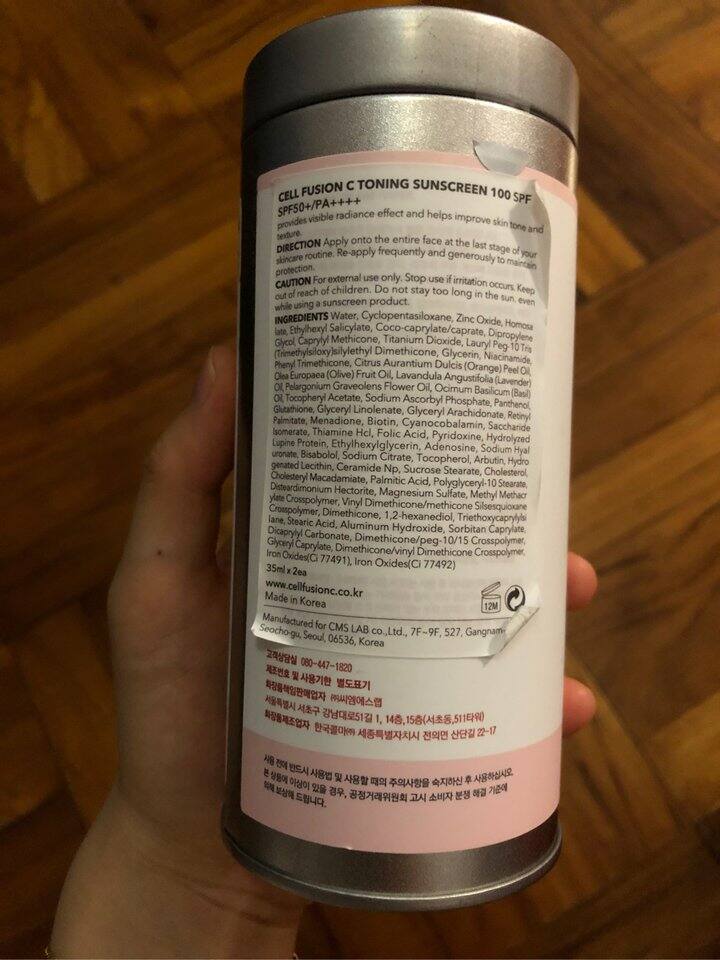 CELL FUSION C TONING SUNSCREEN 100 SPF
SPF50+/PA++++
provides visible radiance effect and helps improve skin tone and
texture.
DIRECTION Apply onto the entire face at the last stage of your
skincare routine. Re-apply frequently and generously to maintain
protection.
CAUTION For external use only. Stop use if irritation occurs. Keep
out of reach of children. Do not stay too long in the sun, even
while using a sunscreen product.
INGREDIENTS Water, Cyclopentasiloxane, Zinc Oxide, Homosa
late, Ethylhexyl Salicylate, Coco-caprylate/caprate, Dipropylene
Glycol, Caprylyl Methicone, Titanium Dioxide, Lauryl Peg-10 Tris
(Trimethylsiloxy)silylethyl Dimethicone, Glycerin, Niacinamide,
Phenyl Trimethicone, Citrus Aurantium Dulcis (Orange) Peel Oil,
Olea Europaea (Olive) Fruit Oil, Lavandula Angustifolia (Lavender)
Oil, Pelargonium Graveolens Flower Oil, Ocimum Basilicum (Basil)
Oil, Tocopheryl Acetate, Sodium Ascorbyl Phosphate, Panthenol,
Glutathione, Glyceryl Linolenate, Glyceryl Arachidonate, Retinyl
Palmitate, Menadione, Biotin, Cyanocobalamin, Saccharide
Isomerate, Thiamine Hcl, Folic Acid, Pyridoxine, Hydrolyzed
Lupine Protein, Ethylhexylglycerin, Adenosine, Sodium Hyal
uronate, Bisabolol, Sodium Citrate, Tocopherol, Arbutin, Hydro
genated Lecithin, Ceramide Np, Sucrose Stearate, Cholesterol,
Cholesteryl Macadamiate, Palmitic Acid, Polyglyceryl-10 Stearate,
Disteardimonium Hectorite, Magnesium Sulfate, Methyl Methacr
ylate Crosspolymer, Vinyl Dimethicone/methicone Silsesquioxane
Crosspolymer, Dimethicone, 1,2-hexanediol, Triethoxycaprylylsi
lane, Stearic Acid, Aluminum Hydroxide, Sorbitan Caprylate,
Dicaprylyl Carbonate, Dimethicone/peg-10/15 Crosspolymer,
Glyceryl Caprylate, Dimethicone/vinyl Dimethicone Crosspolymer,
Iron Oxides(Ci 77491), Iron Oxides(Ci 77492)
35ml x 2ea
www.cellfusionc.co.kr
Made in Korea
12M
Manufactured for CMS LAB co.,Ltd., 7F~9F, 527, Gangnam-
Seocho-gu, Seoul, 06536, Korea
고객상담실 080-447-1820
제조번호 및 사용기한 별도표기
화장품책임판매업자 ㈜씨엠에스랩
서울특별시 서초구 강남대로51길 1, 14층,15층(서초동,511타워)
화장품제조업자 한국콜마㈜ 세종특별자치시 전의면 산단길 22-17
사용 전에 반드시 사용법 및 사용할 때의 주의사항을 숙지하신 후 사용하십시오.
본 상품에 이상이 있을 경우, 공정거래위원회 고시 소비자 분쟁 해결 기준에
의해 보상해 드립니다.